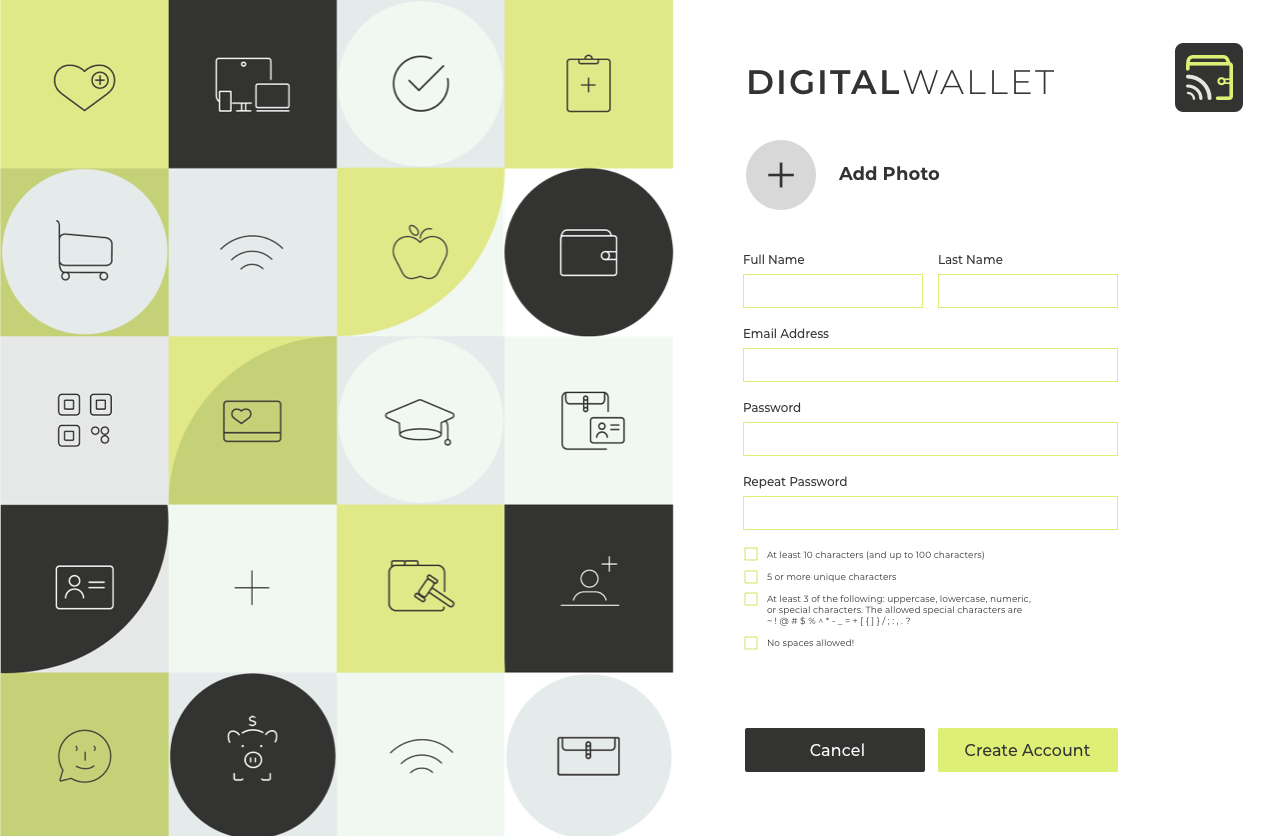 DIGITALWALLET
Add Photo
Full Name
Last Name
Email Address
Password
Repeat Password
At least 10 characters (and up to 100 characters)
5 or more unique characters
At least 3 of the following: uppercase, lowercase, numeric,
or special characters. The allowed special characters are
~ ! @ # $ % ^ * - _ = + [ { ] } / ; : , . ?
No spaces allowed!
$
Cancel
Create Account